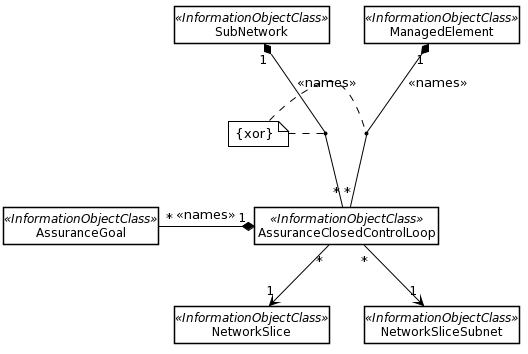 «InformationObjectClass» «InformationObjectClass»
SubNetwork ManagedElement
1 1
«names» «names»
{xor}
* *
«InformationObjectClass» * «names» 1 «InformationObjectClass»
AssuranceGoal AssuranceClosedControlLoop
* *
1 1
«InformationObjectClass» «InformationObjectClass»
NetworkSlice NetworkSliceSubnet